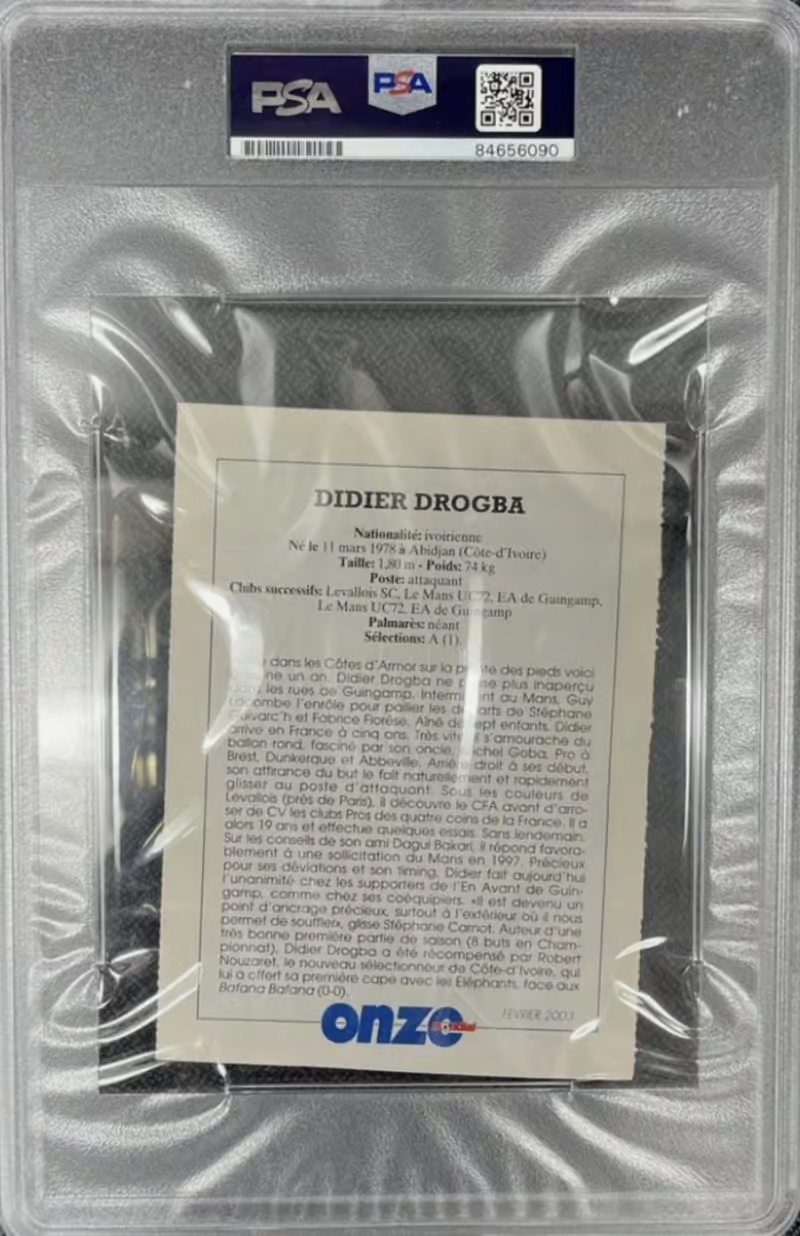 PSA
PSA
84656090
DIDIER DROGBA
Nationalité: ivoirienne
Né le 11 mars 1978 à Abidjan (Côte-d'Ivoire)
Taille: 1,80 m - Poids: 74 kg
Poste: attaquant
Clubs successifs: Levallois SC, Le Mans UC72, EA de Guingamp,
Le Mans UC72, EA de Guingamp
Palmarès: néant
Sélections: A (1)
dans les Côtes d'Armor sur la pointe des pieds voici
un an, Didier Drogba ne passe plus inaperçu
les rues de Guingamp. Intermittent au Mans, Guy
Lacombe l'enrôle pour pallier les départs de Stéphane
Guivarc'h et Fabrice Fiorèse. Aîné de sept enfants, Didier
arrive en France à cinq ans. Très vite il s'amourache du
ballon rond, fasciné par son oncle, Michel Goba, Pro à
Brest, Dunkerque et Abbeville. Arrière droit à ses début,
son attirance du but le fait naturellement et rapidement
glisser au poste d'attaquant. Sous les couleurs de
Levallois (près de Paris), il découvre le CFA avant d'arro-
ser de CV les clubs Pros des quatre coins de la France. Il a
alors 19 ans et effectue quelques essais. Sans lendemain.
Sur les conseils de son ami Dagui Bakari, il répond favora-
blement à une sollicitation du Mans en 1997. Précieux
pour ses déviations et son timing, Didier fait aujourd'hui
l'unanimité chez les supporters de l'En Avant de Guin-
gamp, comme chez ses coéquipiers. «Il est devenu un
point d'ancrage précieux, surtout à l'extérieur où il nous
permet de souffler», glisse Stéphane Carnot. Auteur d'une
très bonne première partie de saison (8 buts en Cham-
pionnat), Didier Drogba a été récompensé par Robert
Nouzaret, le nouveau sélectionneur de Côte-d'Ivoire, qui
lui a offert sa première cape avec les Eléphants, face aux
Bafana Bafana (0-0).
onze mondial
FEVRIER 2003